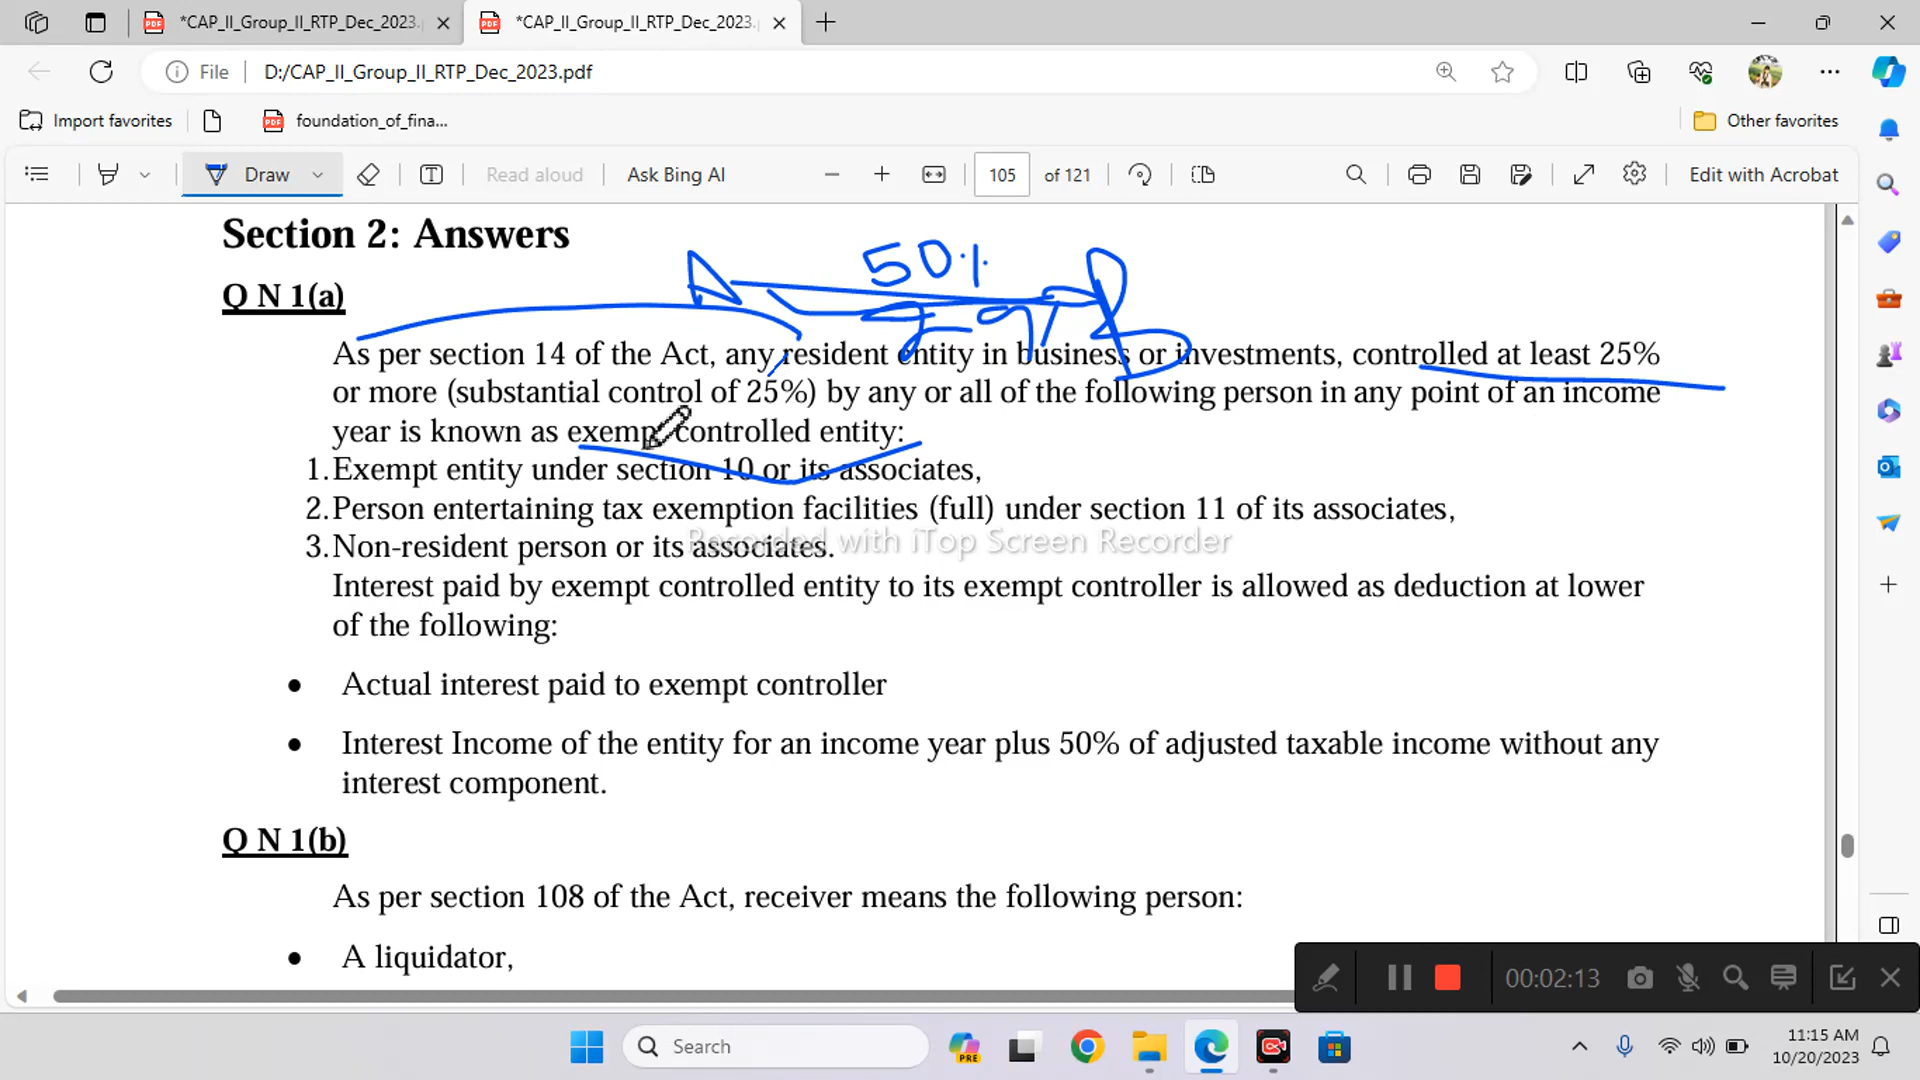 *CAP_II_Group_II_RTP_Dec_2023.
*CAP_II_Group_II_RTP_Dec_2023.
File
D:/CAP_II_Group_II_RTP_Dec_2023.pdf
Import favorites
foundation_of_fina...
Other favorites
Draw
Read aloud
Ask Bing AI
105
of 121
Edit with Acrobat
Section 2: Answers
50%
A
B
Q N 1(a)
As per section 14 of the Act, any resident entity in business or investments, controlled at least 25%
or more (substantial control of 25%) by any or all of the following person in any point of an income
year is known as exempt controlled entity:
1. Exempt entity under section 10 or its associates,
2. Person entertaining tax exemption facilities (full) under section 11 of its associates,
Recorded with iTop Screen Recorder
3. Non-resident person or its associates.
Interest paid by exempt controlled entity to its exempt controller is allowed as deduction at lower
of the following:
• Actual interest paid to exempt controller
• Interest Income of the entity for an income year plus 50% of adjusted taxable income without any
interest component.
Q N 1(b)
As per section 108 of the Act, receiver means the following person:
• A liquidator,
00:02:13
Search
PRE
11:15 AM
10/20/2023